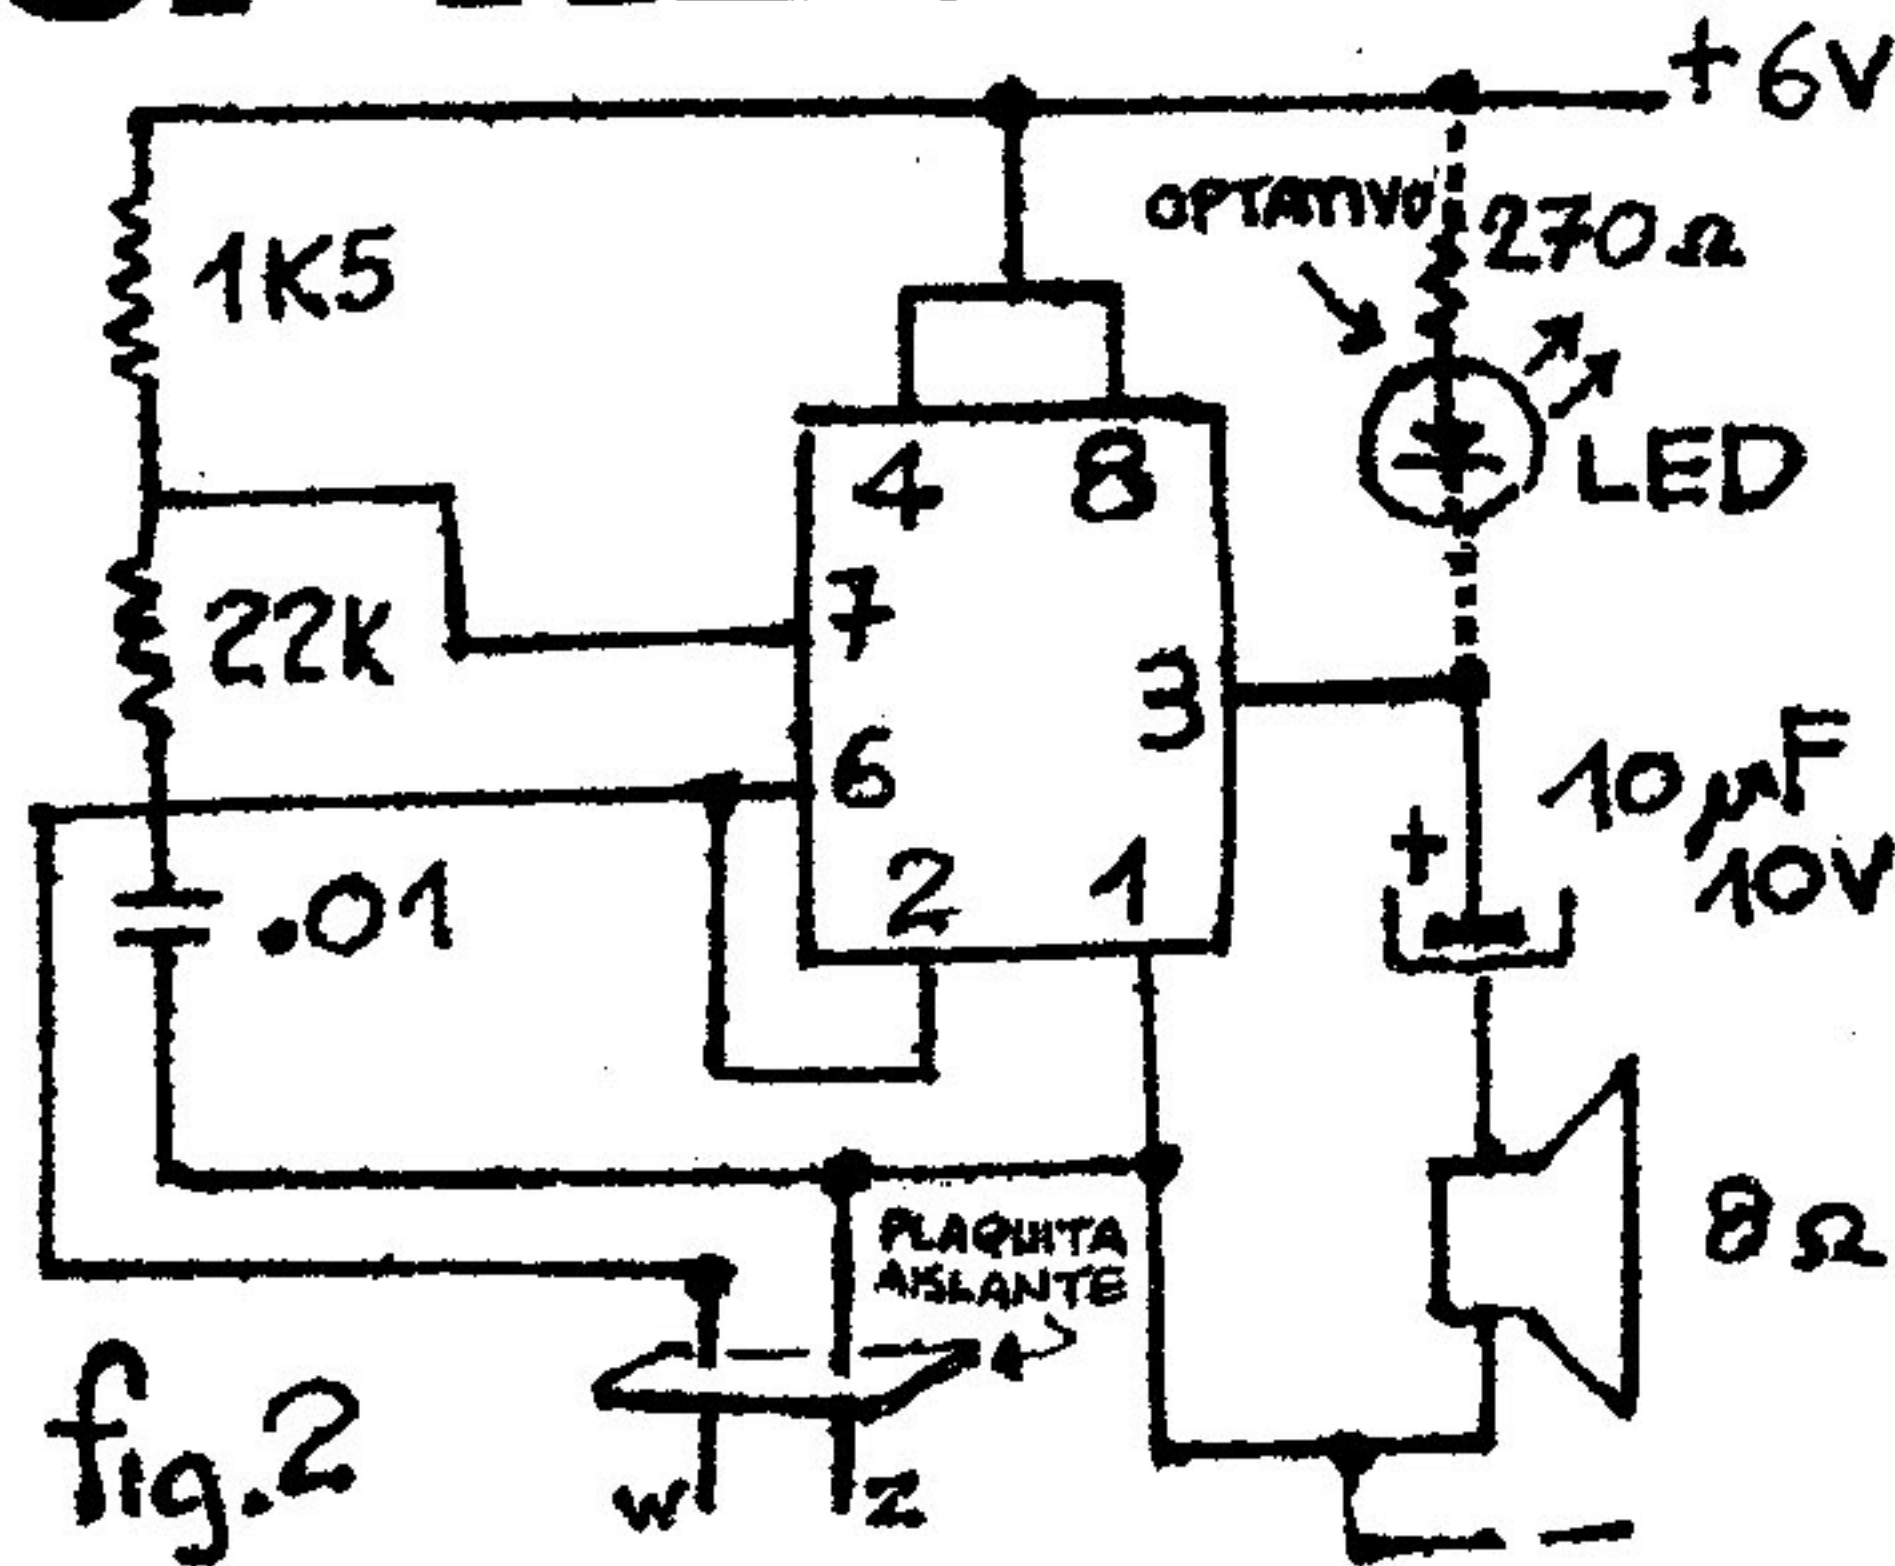 +6V
OPTATIVO
270Ω
1K5
LED
4
8
7
22K
3
6
10µF
10V
+
2
1
.01
PLAQUITA
AISLANTE
8Ω
fig.2
W
Z